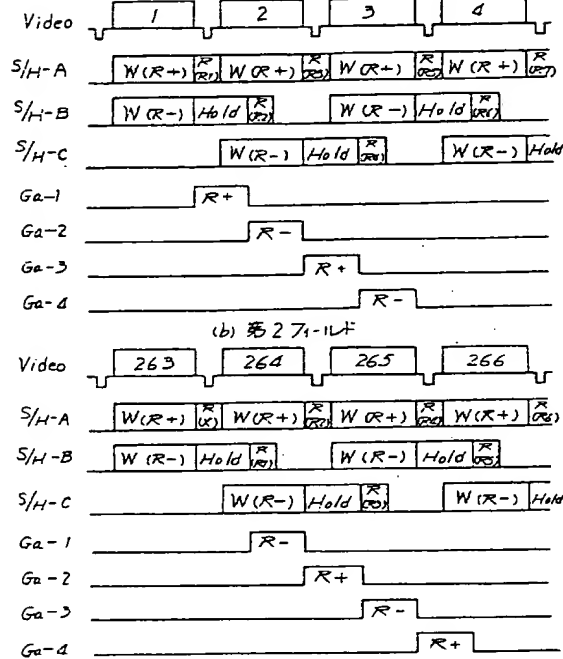 Video 1 2 3 4
S/H-A W(R+) R W(R+) R W(R+) R W(R+) R
S/H-B W(R-) Hold R W(R-) Hold R
S/H-C W(R-) Hold R W(R-) Hold
Ga-1 R+
Ga-2 R-
Ga-3 R+
Ga-4 R-
(b) 第2フィールド
Video 263 264 265 266
S/H-A W(R+) R (X) W(R+) R W(R+) R W(R+) R
S/H-B W(R-) Hold R W(R-) Hold R
S/H-C W(R-) Hold R W(R-) Hold
Ga-1 R-
Ga-2 R+
Ga-3 R-
Ga-4 R+